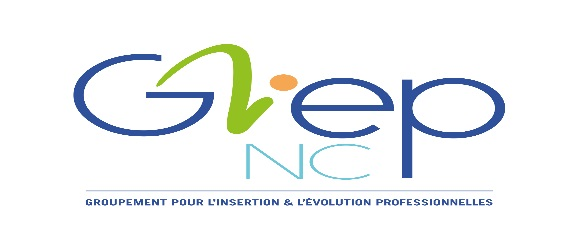 Giep
NC
GROUPEMENT POUR L'INSERTION & L'ÉVOLUTION PROFESSIONNELLES